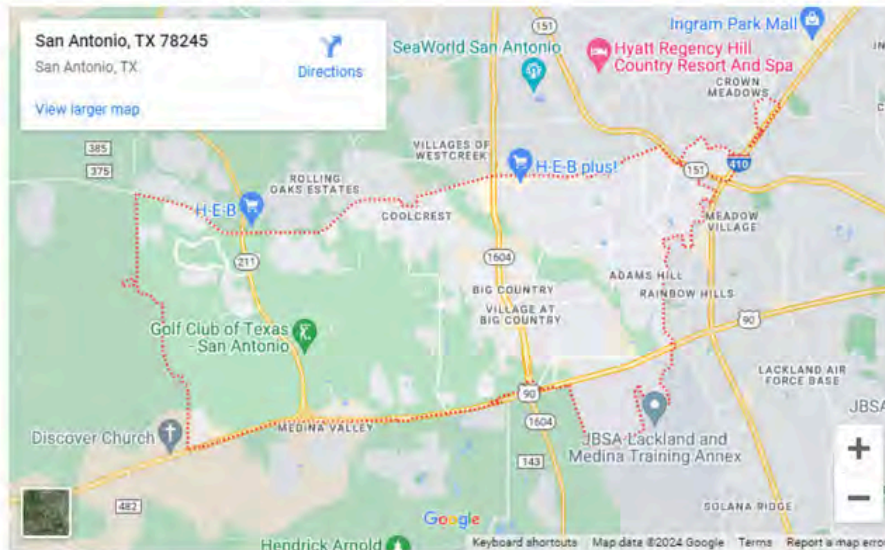 San Antonio, TX 78245
San Antonio, TX
Directions
View larger map
151
Ingram Park Mall
SeaWorld San Antonio
Hyatt Regency Hill
Country Resort And Spa
CROWN
MEADOWS
385
375
VILLAGES OF
WESTCREEK
H-E-B plus!
151
410
ROLLING
OAKS ESTATES
H-E-B
COOLCREST
MEADOW
VILLAGE
211
1604
ADAMS HILL
RAINBOW HILLS
BIG COUNTRY
VILLAGE AT
BIG COUNTRY
90
Golf Club of Texas
- San Antonio
LACKLAND AIR
FORCE BASE
90
JBSA
Discover Church
MEDINA VALLEY
1604
JBSA Lackland and
Medina Training Annex
143
482
SOLANA RIDGE
Google
Hendrick Arnold
Keyboard shortcuts
Map data ©2024 Google
Terms
Report a map error